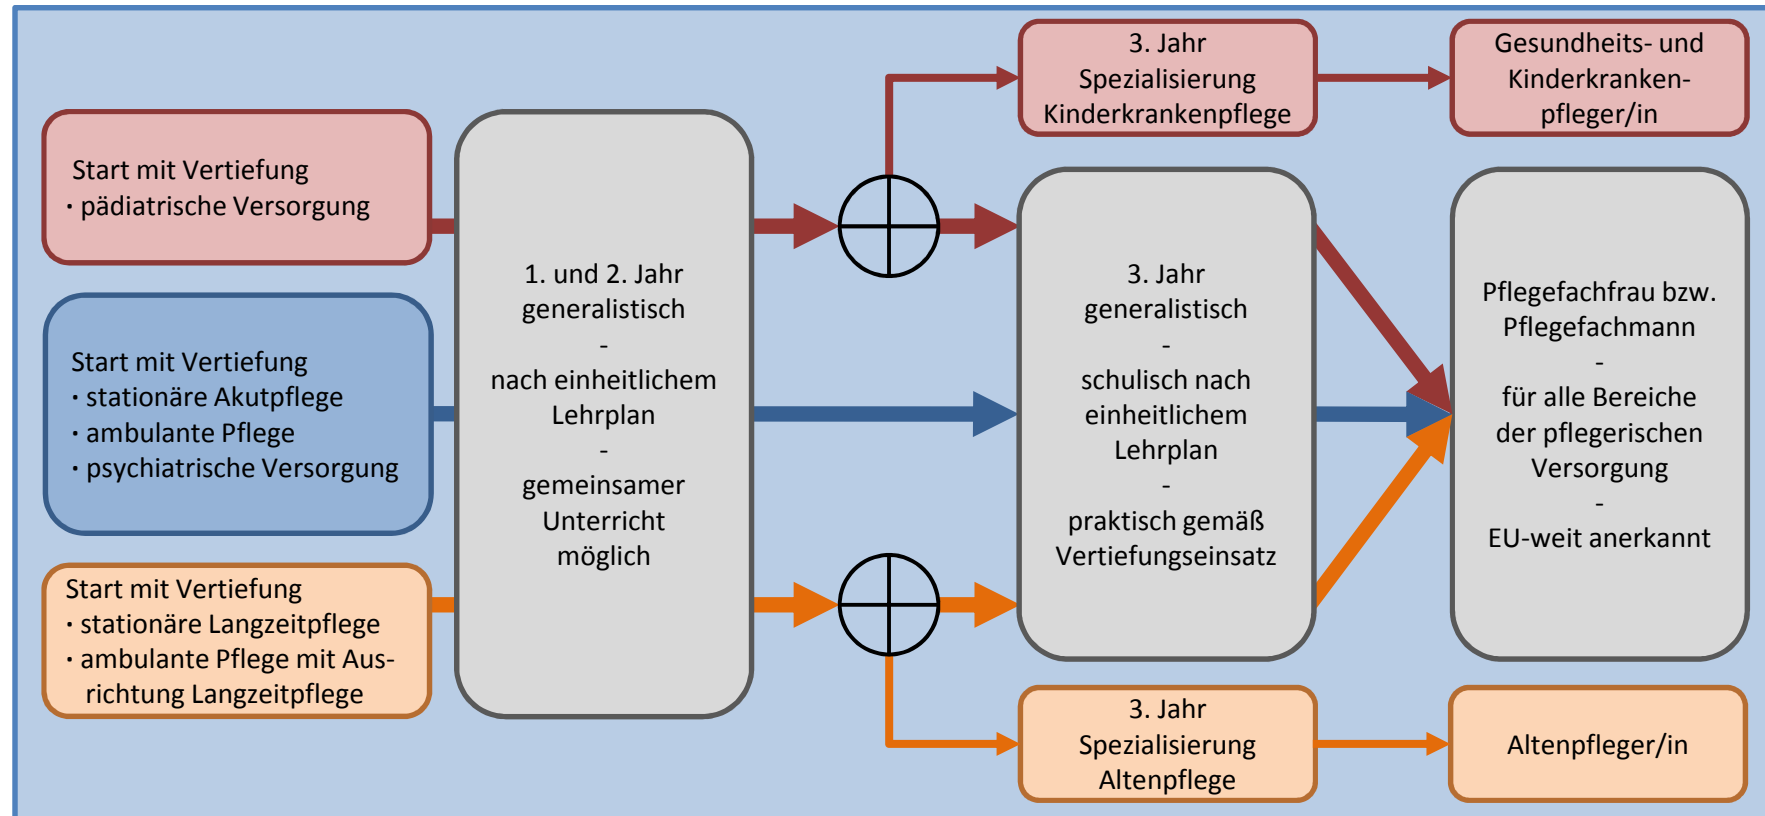 Start mit Vertiefung
· pädiatrische Versorgung
Start mit Vertiefung
· stationäre Akutpflege
· ambulante Pflege
· psychiatrische Versorgung
Start mit Vertiefung
· stationäre Langzeitpflege
· ambulante Pflege mit Aus-
richtung Langzeitpflege
1. und 2. Jahr
generalistisch
-
nach einheitlichem
Lehrplan
-
gemeinsamer
Unterricht
möglich
3. Jahr
Spezialisierung
Kinderkrankenpflege
3. Jahr
generalistisch
-
schulisch nach
einheitlichem
Lehrplan
-
praktisch gemäß
Vertiefungseinsatz
3. Jahr
Spezialisierung
Altenpflege
Gesundheits- und
Kinderkranken-
pfleger/in
Pflegefachfrau bzw.
Pflegefachmann
-
für alle Bereiche
der pflegerischen
Versorgung
-
EU-weit anerkannt
Altenpfleger/in